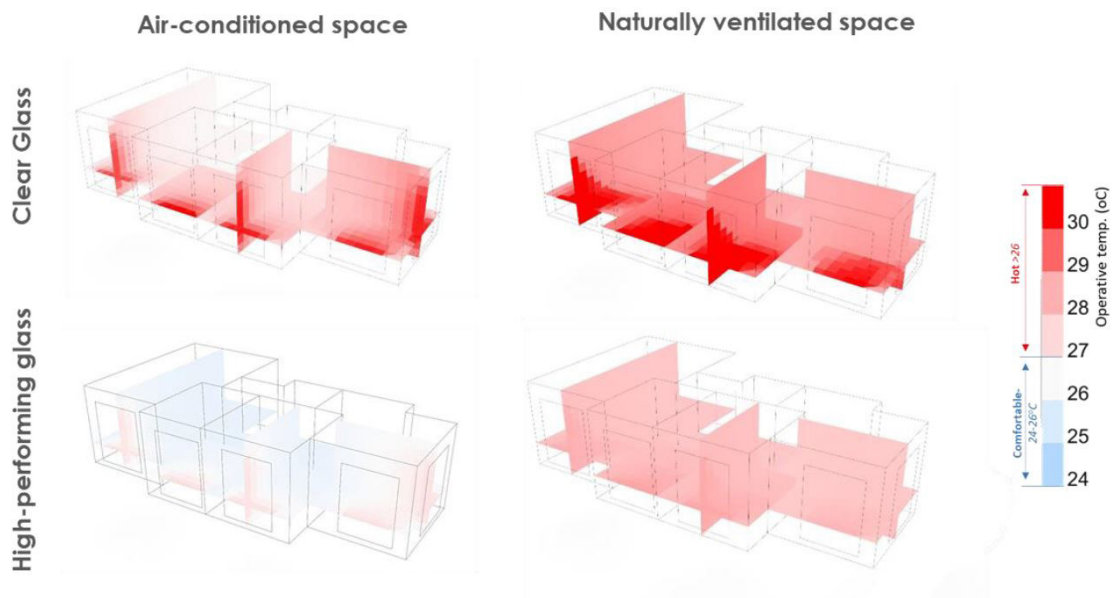 Air-conditioned space
Naturally ventilated space
Clear Glass
High-performing glass
Hot >26
Comfortable-
24-26°C
30
29
28
27
26
25
24
Operative temp. (oC)